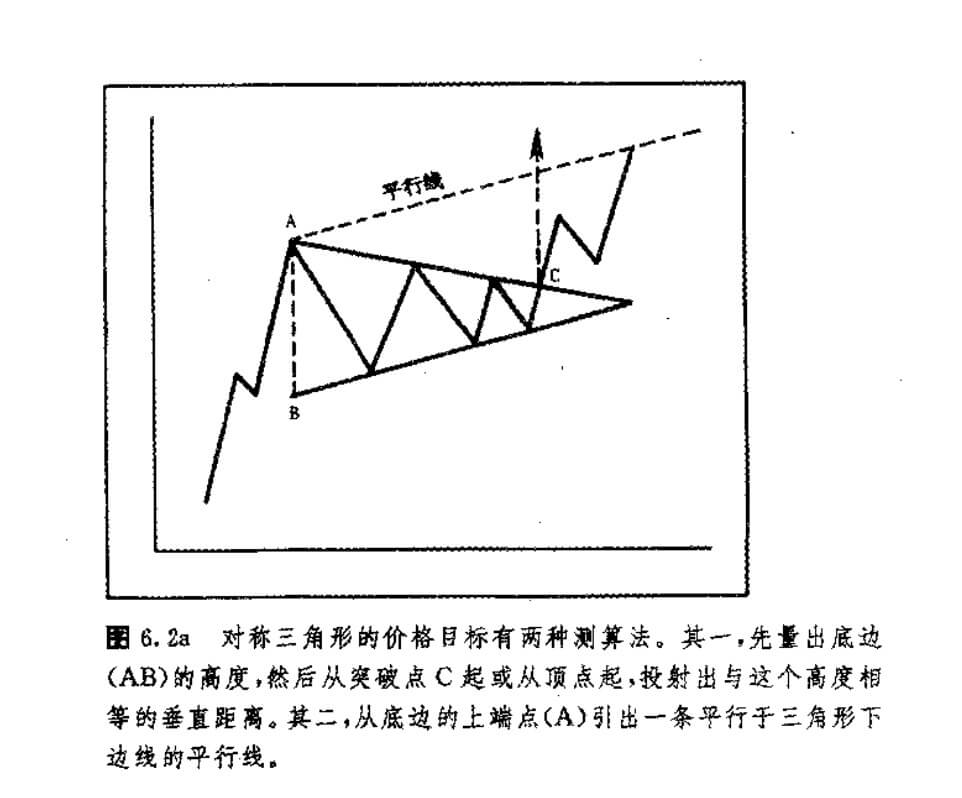 平行线
A
C
B
图 6.2a 对称三角形的价格目标有两种测算法。其一,先量出底边
(AB)的高度,然后从突破点 C 起或从顶点起,投射出与这个高度相
等的垂直距离。其二,从底边的上端点(A)引出一条平行于三角形下
边线的平行线。